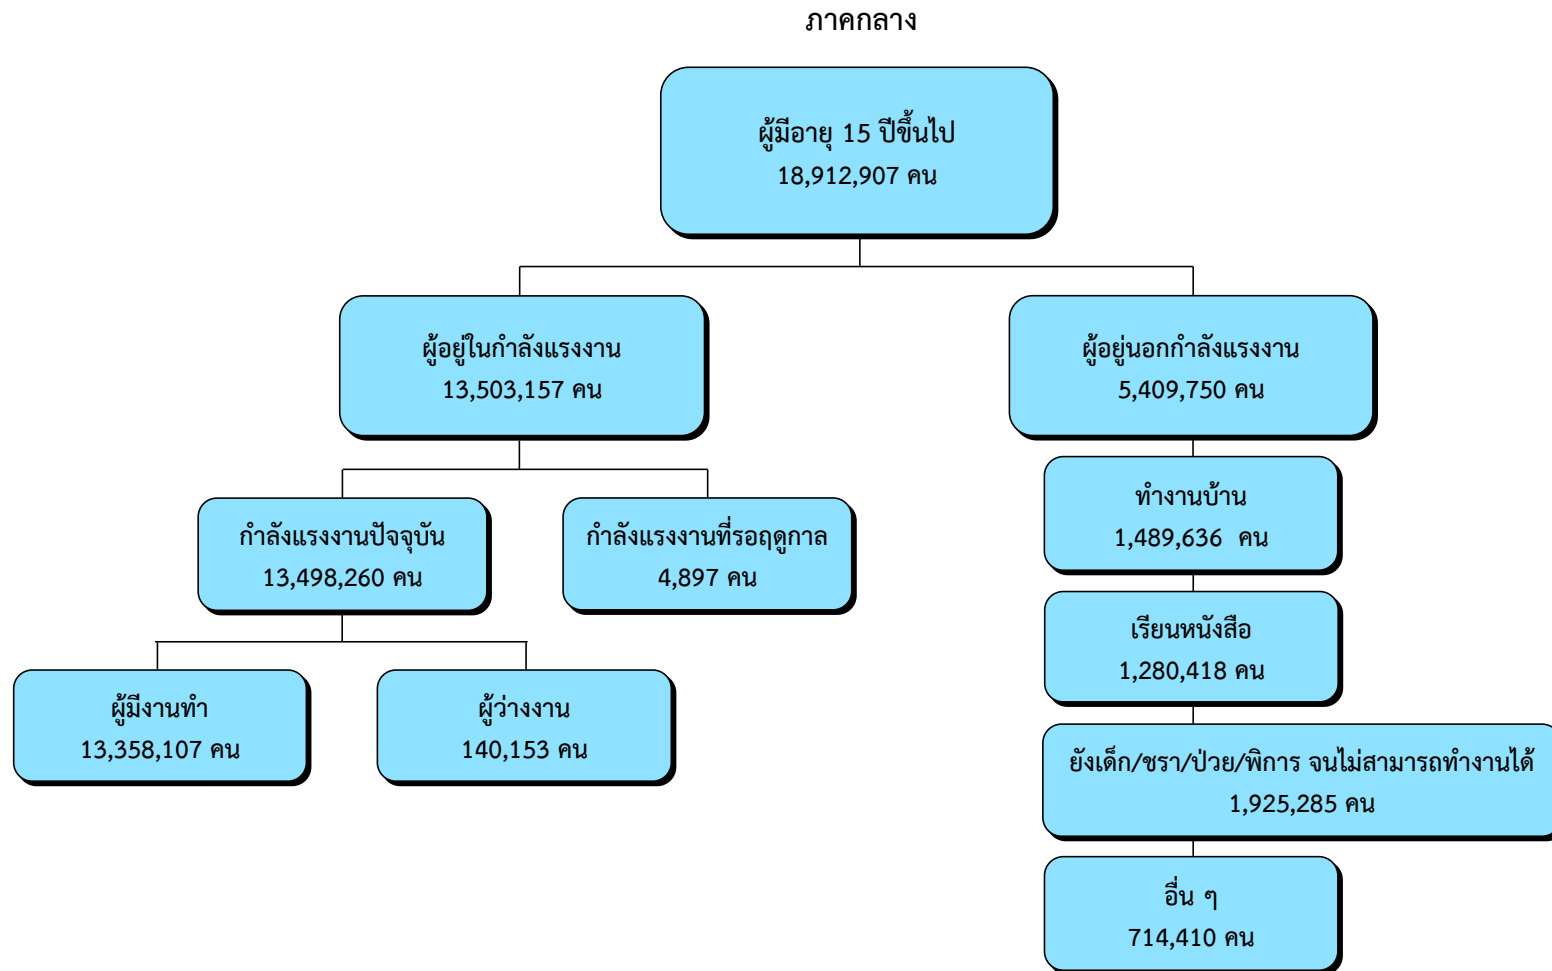 ภาคกลาง
ผู้มีอายุ 15 ปีขึ้นไป
18,912,907 คน
ผู้อยู่ในกำลังแรงงาน
13,503,157 คน
ผู้อยู่นอกกำลังแรงงาน
5,409,750 คน
กำลังแรงงานปัจจุบัน
13,498,260 คน
กำลังแรงงานที่รอฤดูกาล
4,897 คน
ผู้มีงานทำ
13,358,107 คน
ผู้ว่างงาน
140,153 คน
ทำงานบ้าน
1,489,636 คน
เรียนหนังสือ
1,280,418 คน
ยังเด็ก/ชรา/ป่วย/พิการ จนไม่สามารถทำงานได้
1,925,285 คน
อื่น ๆ
714,410 คน